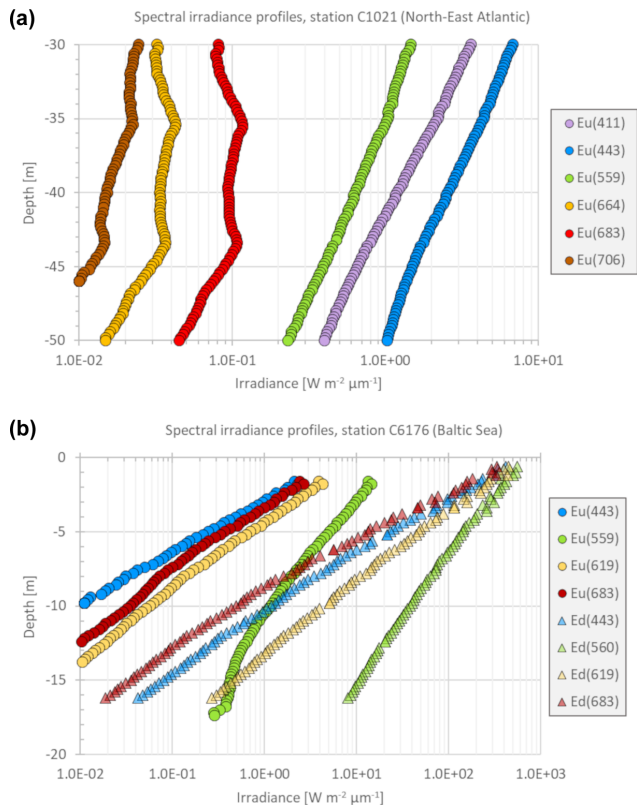 (a)
Spectral irradiance profiles, station C1021 (North-East Atlantic)
-30
-35
-40
-45
-50
Depth [m]
1.0E-02 1.0E-01 1.0E+00 1.0E+01
Irradiance [W m⁻² µm⁻¹]
Eu(411)
Eu(443)
Eu(559)
Eu(664)
Eu(683)
Eu(706)
(b)
Spectral irradiance profiles, station C6176 (Baltic Sea)
0
-5
-10
-15
-20
Depth [m]
1.0E-02 1.0E-01 1.0E+00 1.0E+01 1.0E+02 1.0E+03
Irradiance [W m⁻² µm⁻¹]
Eu(443)
Eu(559)
Eu(619)
Eu(683)
Ed(443)
Ed(560)
Ed(619)
Ed(683)